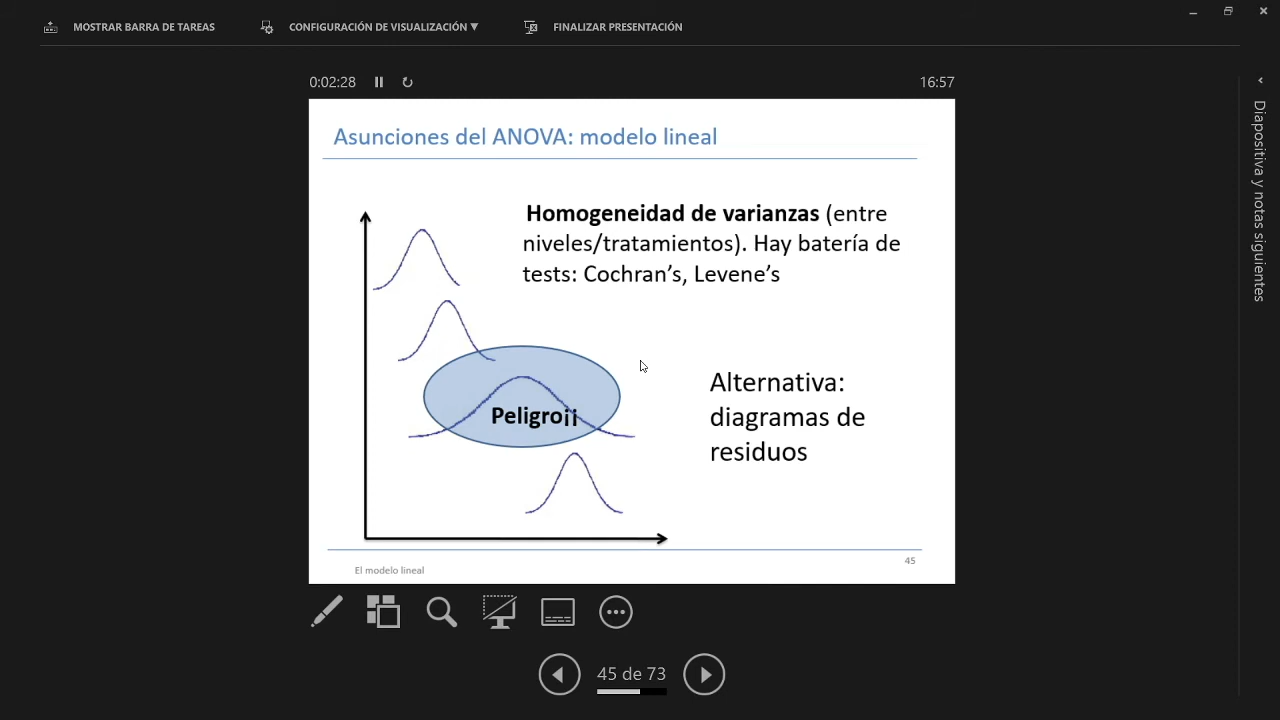 MOSTRAR BARRA DE TAREAS
CONFIGURACIÓN DE VISUALIZACIÓN ▼
FINALIZAR PRESENTACIÓN
0:02:28
16:57
Asunciones del ANOVA: modelo lineal
Homogeneidad de varianzas (entre
niveles/tratamientos). Hay batería de
tests: Cochran’s, Levene’s
Peligro¡¡
Alternativa:
diagramas de
residuos
El modelo lineal
45
45 de 73
Diapositiva y notas siguientes